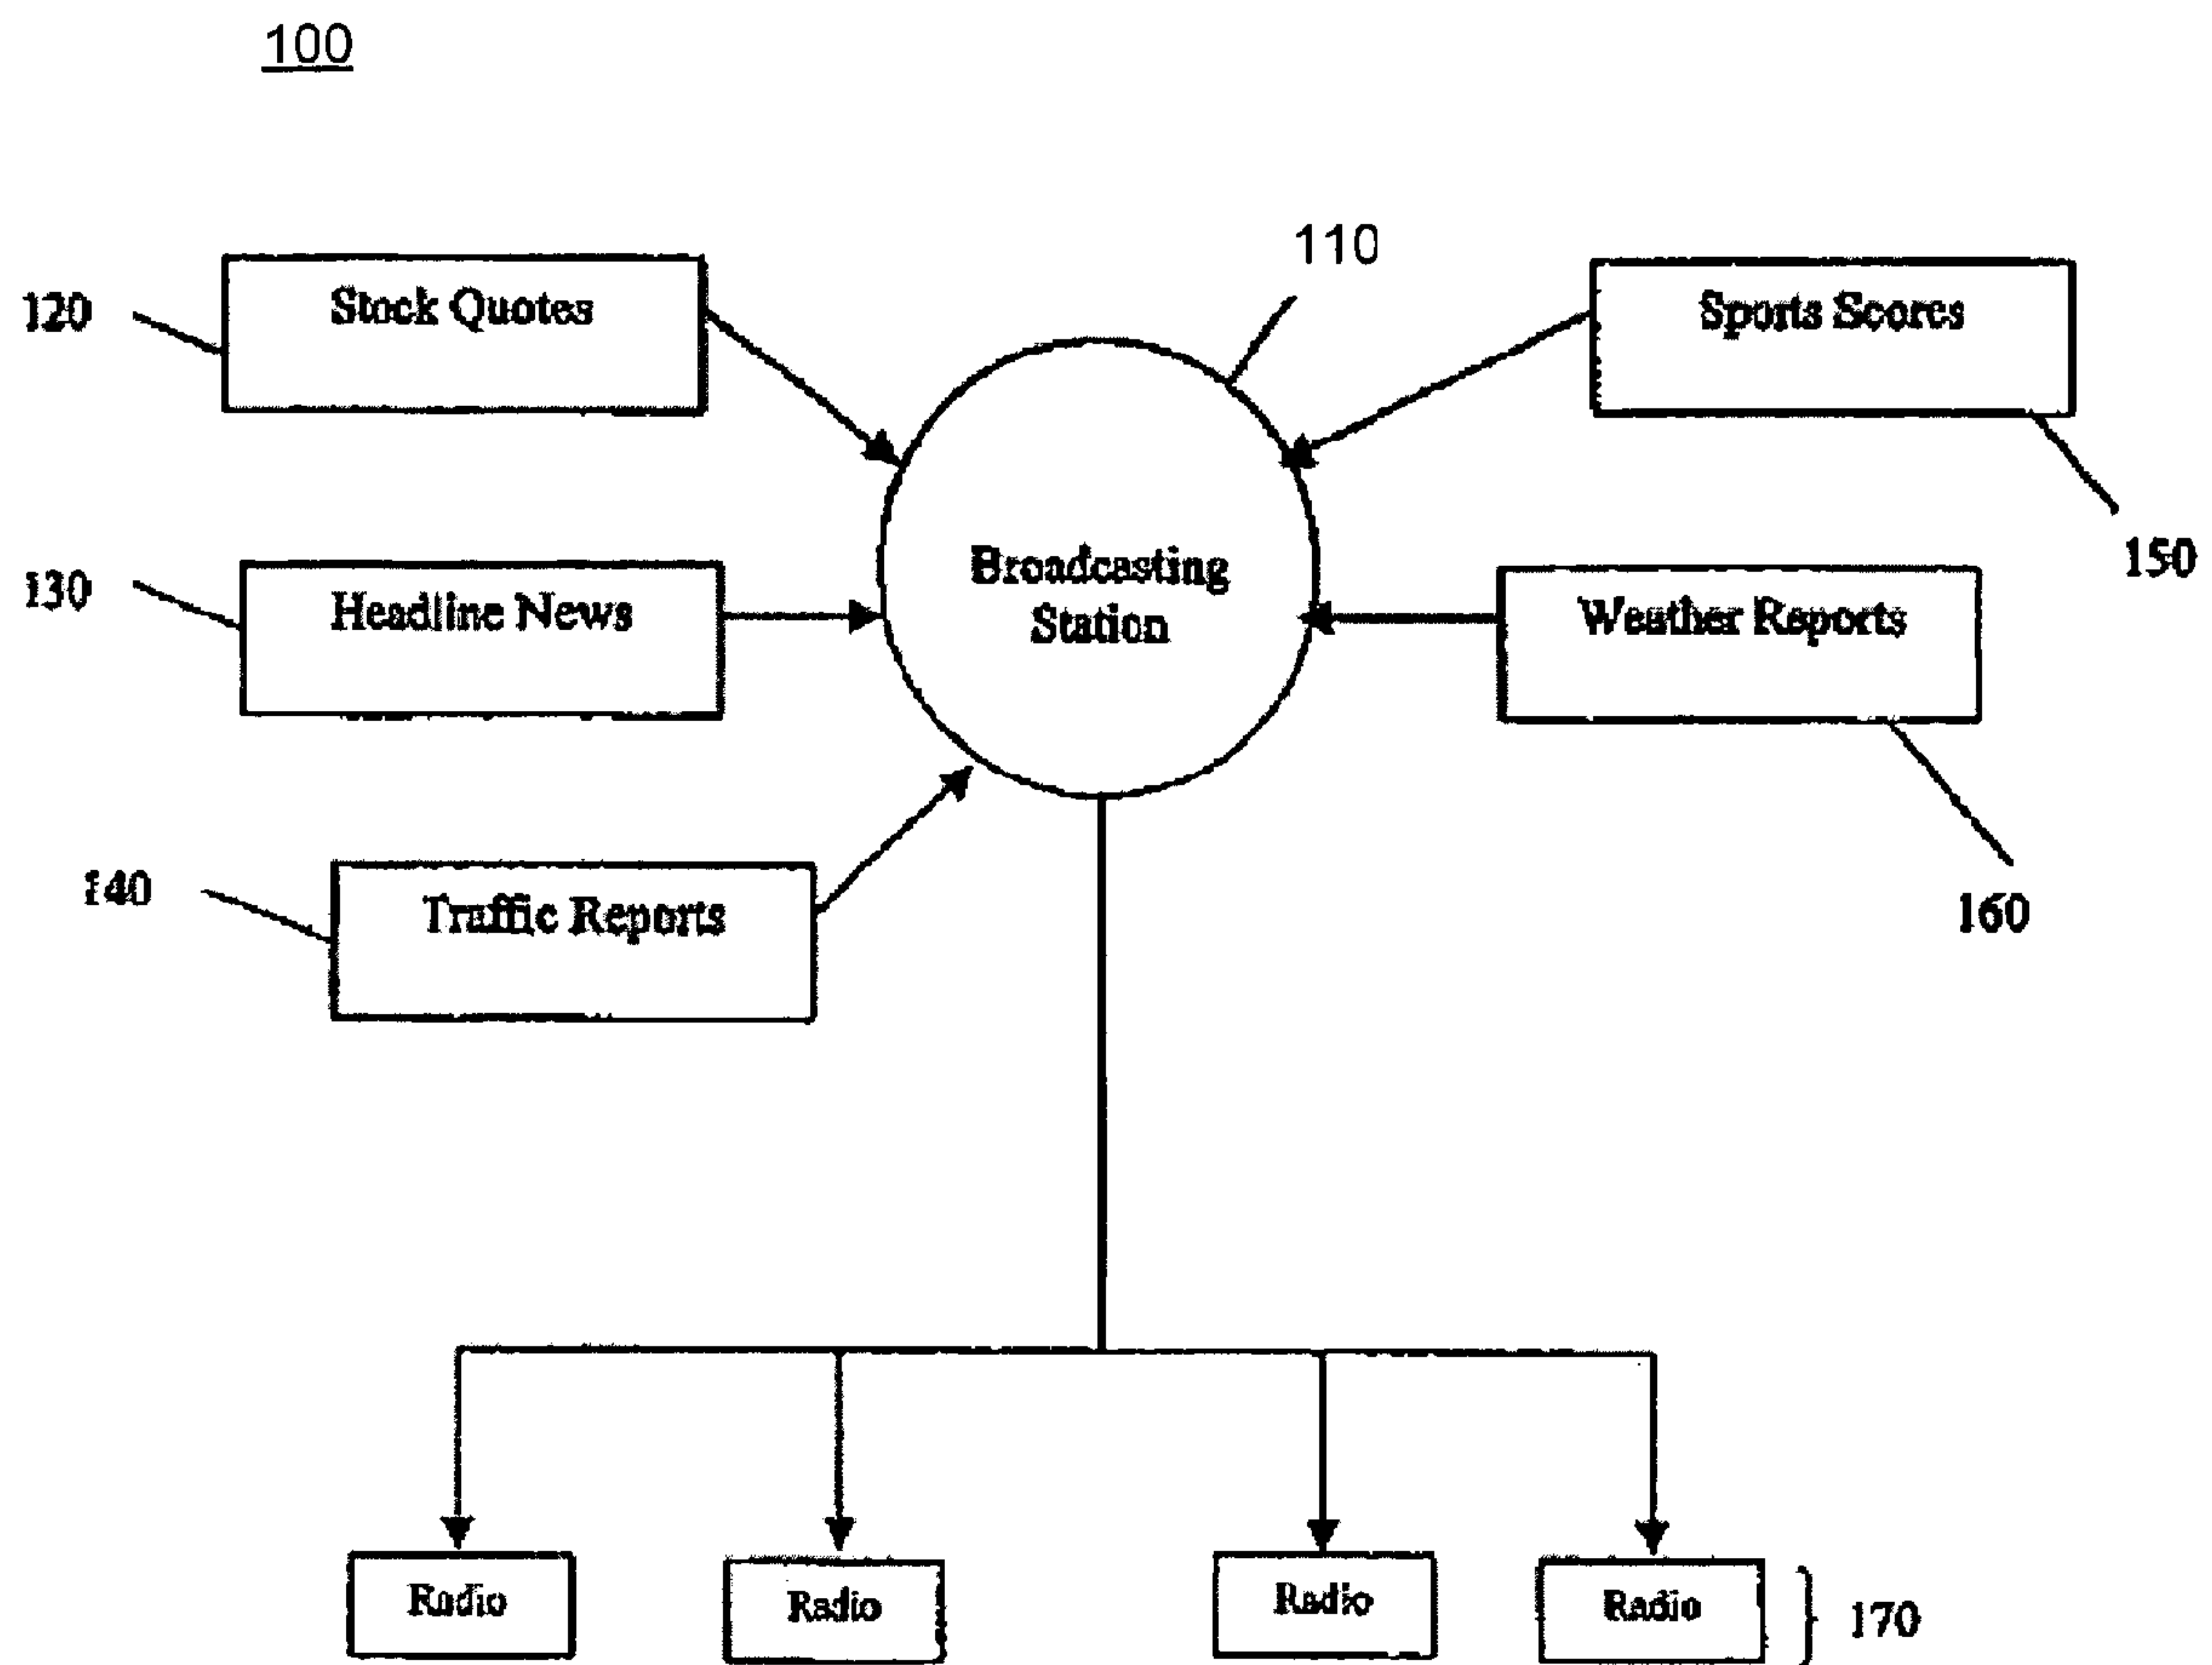 100
110
120
Stock Quotes
Sports Scores
150
Broadcasting
Station
130
Headline News
Weather Reports
160
140
Traffic Reports
Radio
Radio
Radio
Radio
170